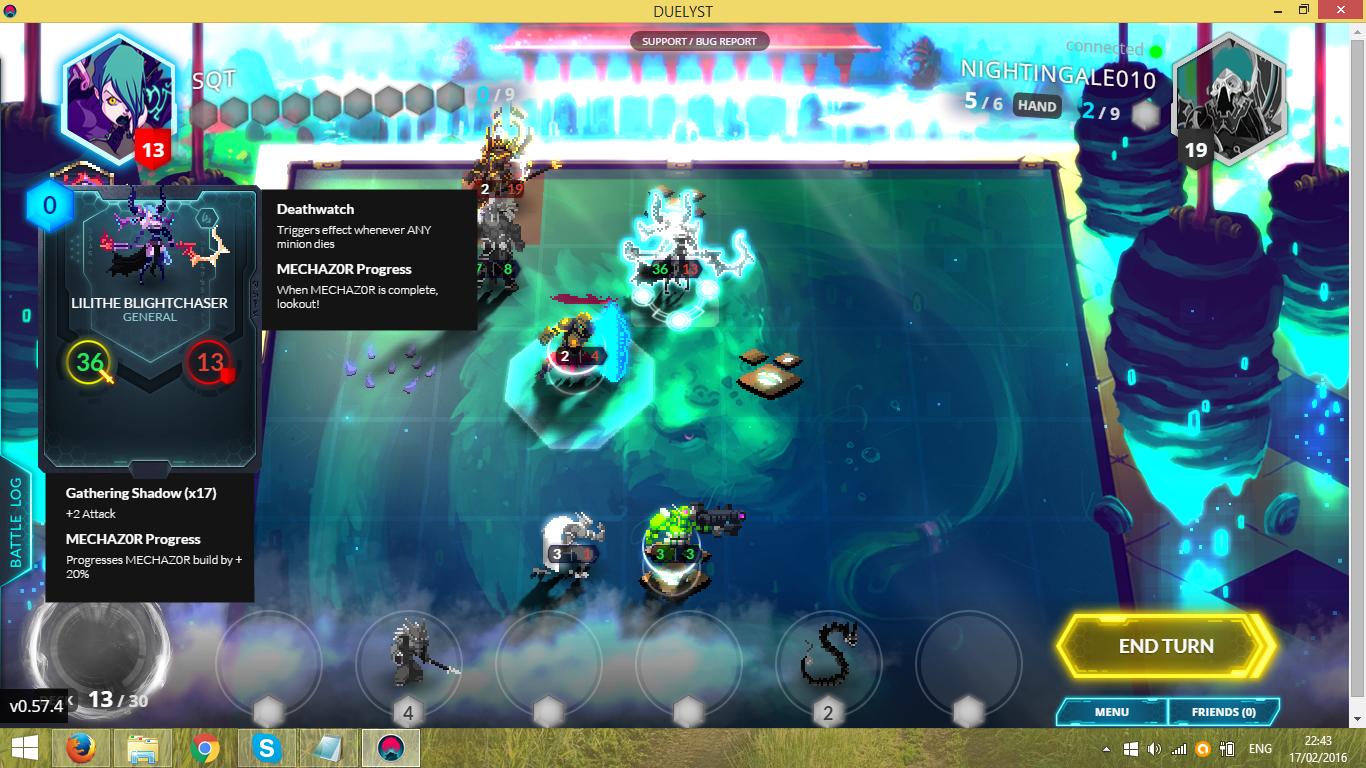 DUELYST
SUPPORT / BUG REPORT
connected
SQT
0 / 9
NIGHTINGALE010
5 / 6 HAND 2 / 9
13
19
0
LILITHE BLIGHTCHASER
GENERAL
36
13
Deathwatch
Triggers effect whenever ANY
minion dies
MECHAZ0R Progress
When MECHAZ0R is complete,
lookout!
Gathering Shadow (x17)
+2 Attack
MECHAZ0R Progress
Progresses MECHAZ0R build by +
20%
2 19
7 8
36 13
2 4
3 1
3 3
BATTLE LOG
END TURN
13 / 30
v0.57.4
4
2
MENU
FRIENDS (0)
ENG
22:43
17/02/2016